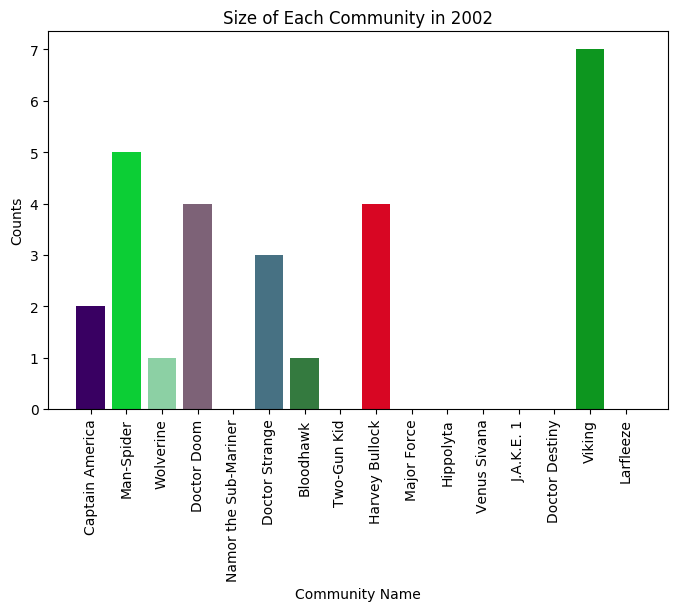 Size of Each Community in 2002
Counts
7
6
5
4
3
2
1
0
Captain America
Man-Spider
Wolverine
Doctor Doom
Namor the Sub-Mariner
Doctor Strange
Bloodhawk
Two-Gun Kid
Harvey Bullock
Major Force
Hippolyta
Venus Sivana
J.A.K.E. 1
Doctor Destiny
Viking
Larfleeze
Community Name